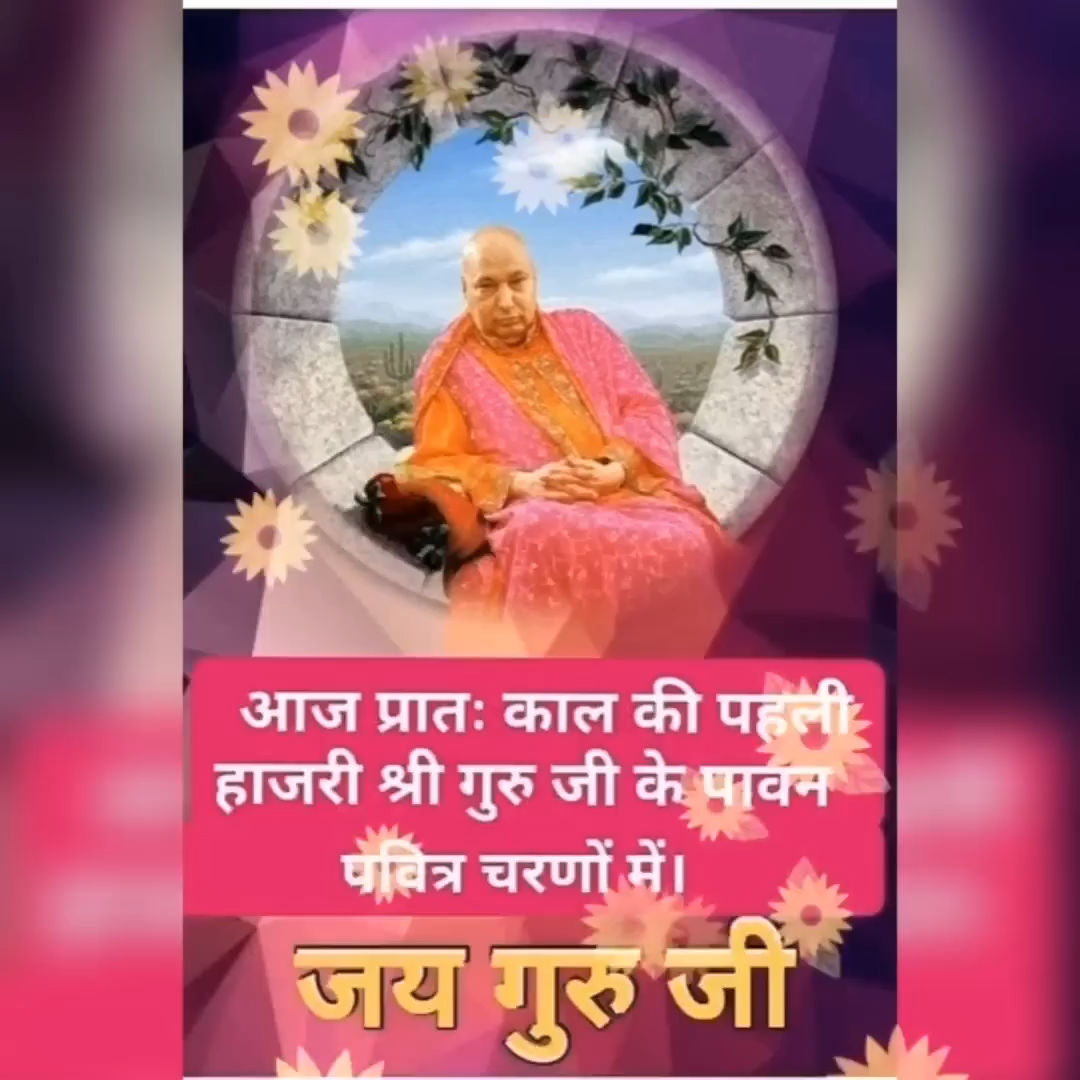 आज प्रातः काल की पहली
हाजरी श्री गुरु जी के पावन
पवित्र चरणों में।
जय गुरु जी